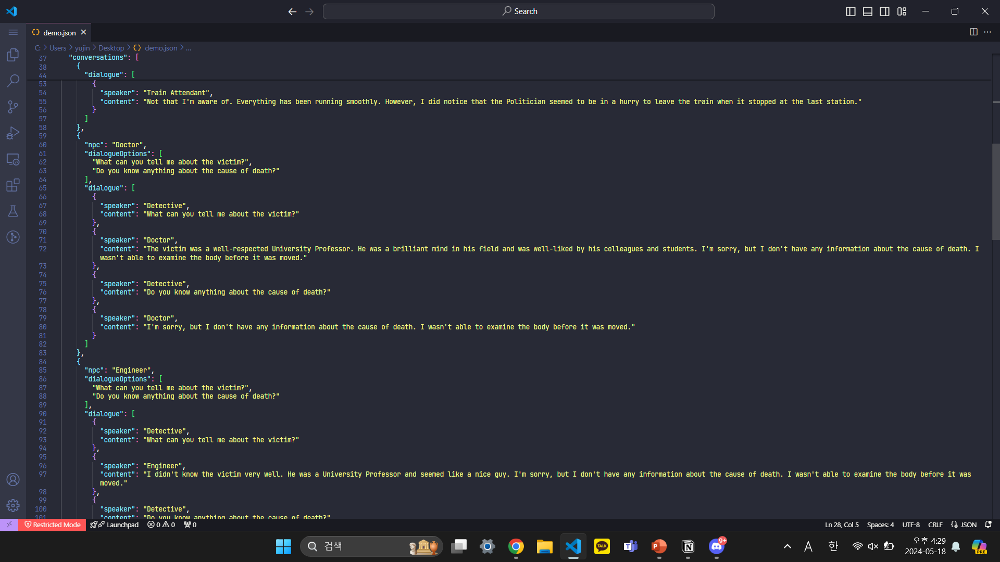 Search
demo.json
C: > Users > yujin > Desktop > {} demo.json > ...
37 "conversations": [
38 {
44 "dialogue": [
53 {
54 "speaker": "Train Attendant",
55 "content": "Not that I'm aware of. Everything has been running smoothly. However, I did notice that the Politician seemed to be in a hurry to leave the train when it stopped at the last station."
56 }
57 ]
58 },
59 {
60 "npc": "Doctor",
61 "dialogueOptions": [
62 "What can you tell me about the victim?",
63 "Do you know anything about the cause of death?"
64 ],
65 "dialogue": [
66 {
67 "speaker": "Detective",
68 "content": "What can you tell me about the victim?"
69 },
70 {
71 "speaker": "Doctor",
72 "content": "The victim was a well-respected University Professor. He was a brilliant mind in his field and was well-liked by his colleagues and students. I'm sorry, but I don't have any information about the cause of death. I
wasn't able to examine the body before it was moved."
73 },
74 {
75 "speaker": "Detective",
76 "content": "Do you know anything about the cause of death?"
77 },
78 {
79 "speaker": "Doctor",
80 "content": "I'm sorry, but I don't have any information about the cause of death. I wasn't able to examine the body before it was moved."
81 }
82 ]
83 },
84 {
85 "npc": "Engineer",
86 "dialogueOptions": [
87 "What can you tell me about the victim?",
88 "Do you know anything about the cause of death?"
89 ],
90 "dialogue": [
91 {
92 "speaker": "Detective",
93 "content": "What can you tell me about the victim?"
94 },
95 {
96 "speaker": "Engineer",
97 "content": "I didn't know the victim very well. He was a University Professor and seemed like a nice guy. I'm sorry, but I don't have any information about the cause of death. I wasn't able to examine the body before it was
moved."
98 },
99 {
100 "speaker": "Detective",
101 "content": "Do you know anything about the cause of death?"
Restricted Mode Launchpad 0 0 0 Ln 28, Col 5 Spaces: 4 UTF-8 CRLF {} JSON
검색
TALK
9+
A 한
오후 4:29
2024-05-18
PRE